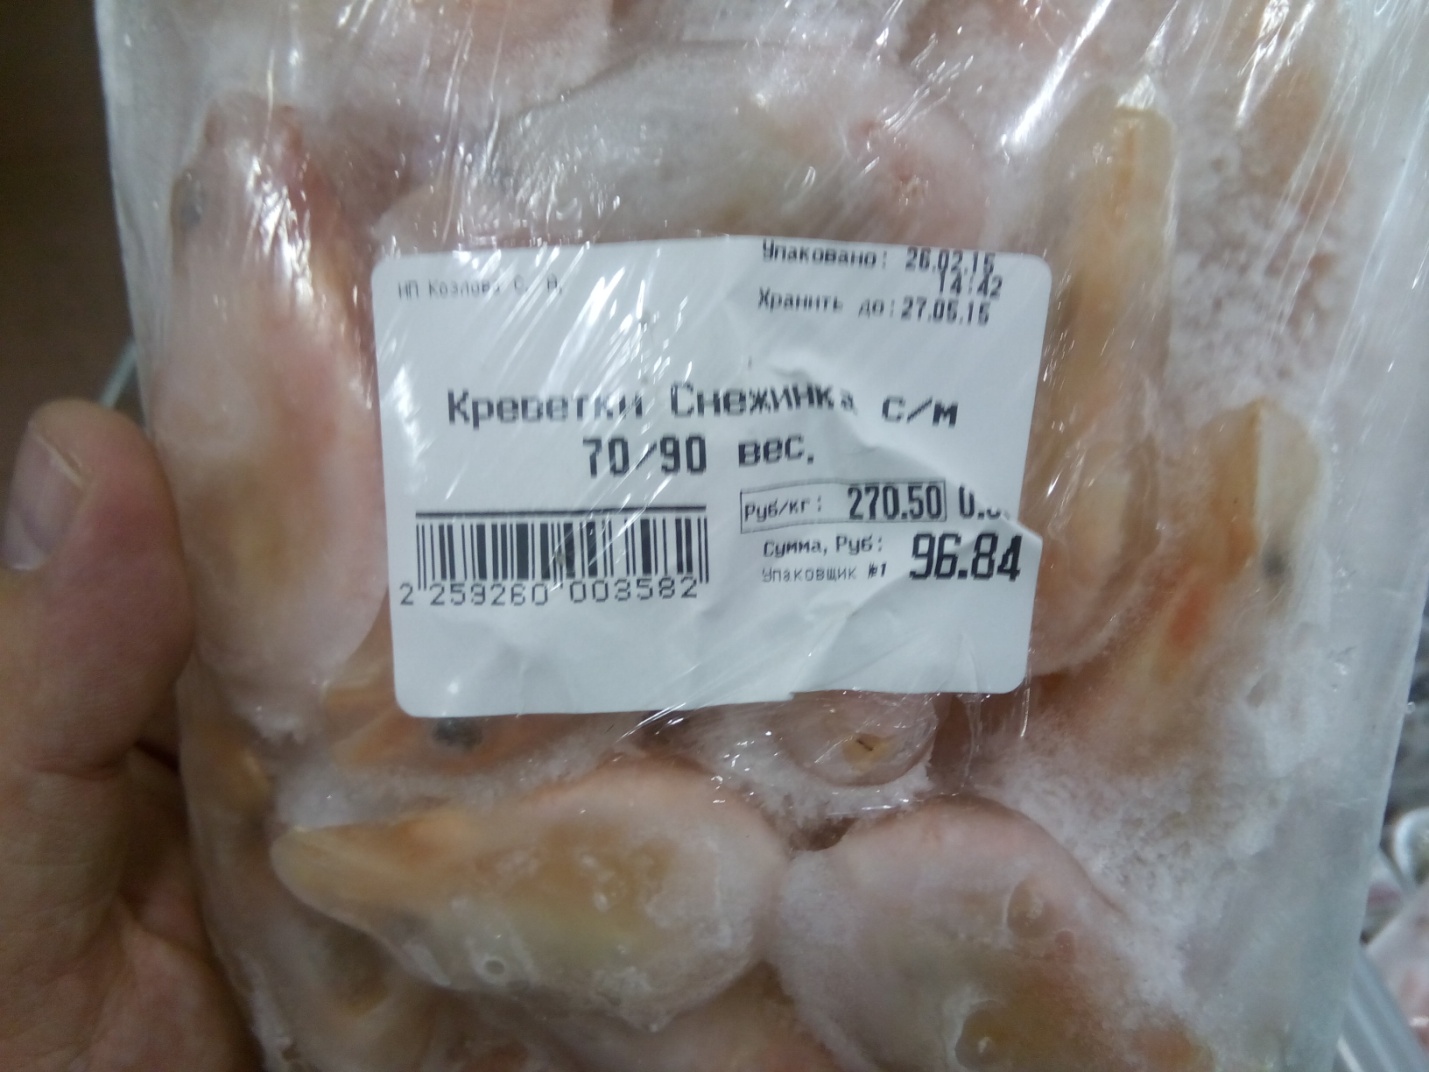 ИП Козлова С. А.
Упаковано: 26.02.15
14:42
Хранить до: 27.05.15
Креветки Снежинка с/м
70/90 вес.
Руб/кг: 270.50
Сумма, Руб: 96.84
Упаковщик #1
2 259260 003582